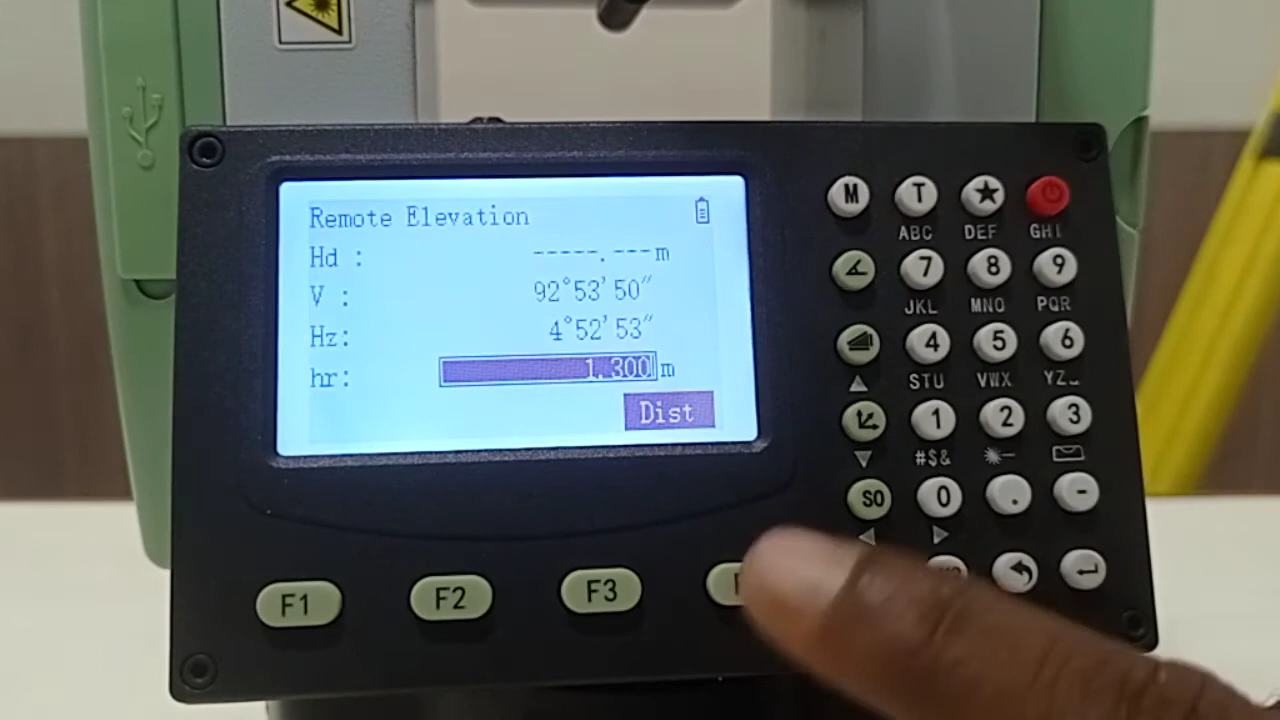 Remote Elevation
Hd : -----.---m
V : 92°53'50"
Hz: 4°52'53"
hr: 1.300 m
Dist
M T ★
ABC DEF GHI
7 8 9
JKL MNO PQR
4 5 6
STU VWX YZ_
1 2 3
#$&
SO 0 . -
F1 F2 F3